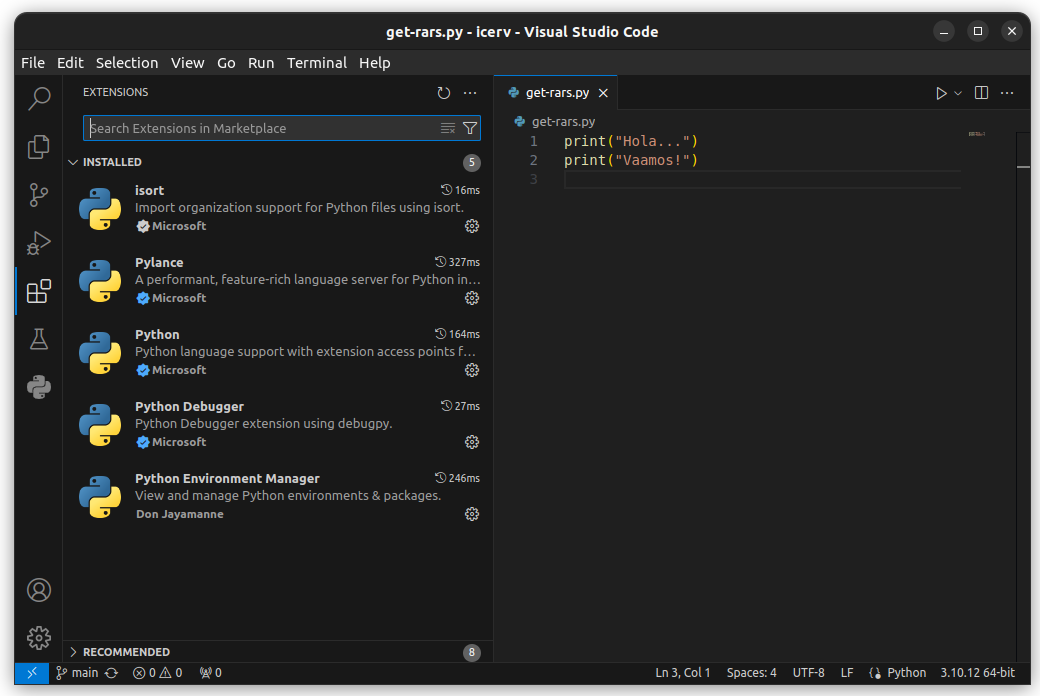 get-rars.py - icerv - Visual Studio Code
File Edit Selection View Go Run Terminal Help
EXTENSIONS
Search Extensions in Marketplace
INSTALLED 5
isort 16ms
Import organization support for Python files using isort.
Microsoft
Pylance 327ms
A performant, feature-rich language server for Python in...
Microsoft
Python 164ms
Python language support with extension access points f...
Microsoft
Python Debugger 27ms
Python Debugger extension using debugpy.
Microsoft
Python Environment Manager 246ms
View and manage Python environments & packages.
Don Jayamanne
RECOMMENDED 8
get-rars.py
get-rars.py
1 print("Hola...")
2 print("Vaamos!")
3
main 0 0 0 Ln 3, Col 1 Spaces: 4 UTF-8 LF Python 3.10.12 64-bit